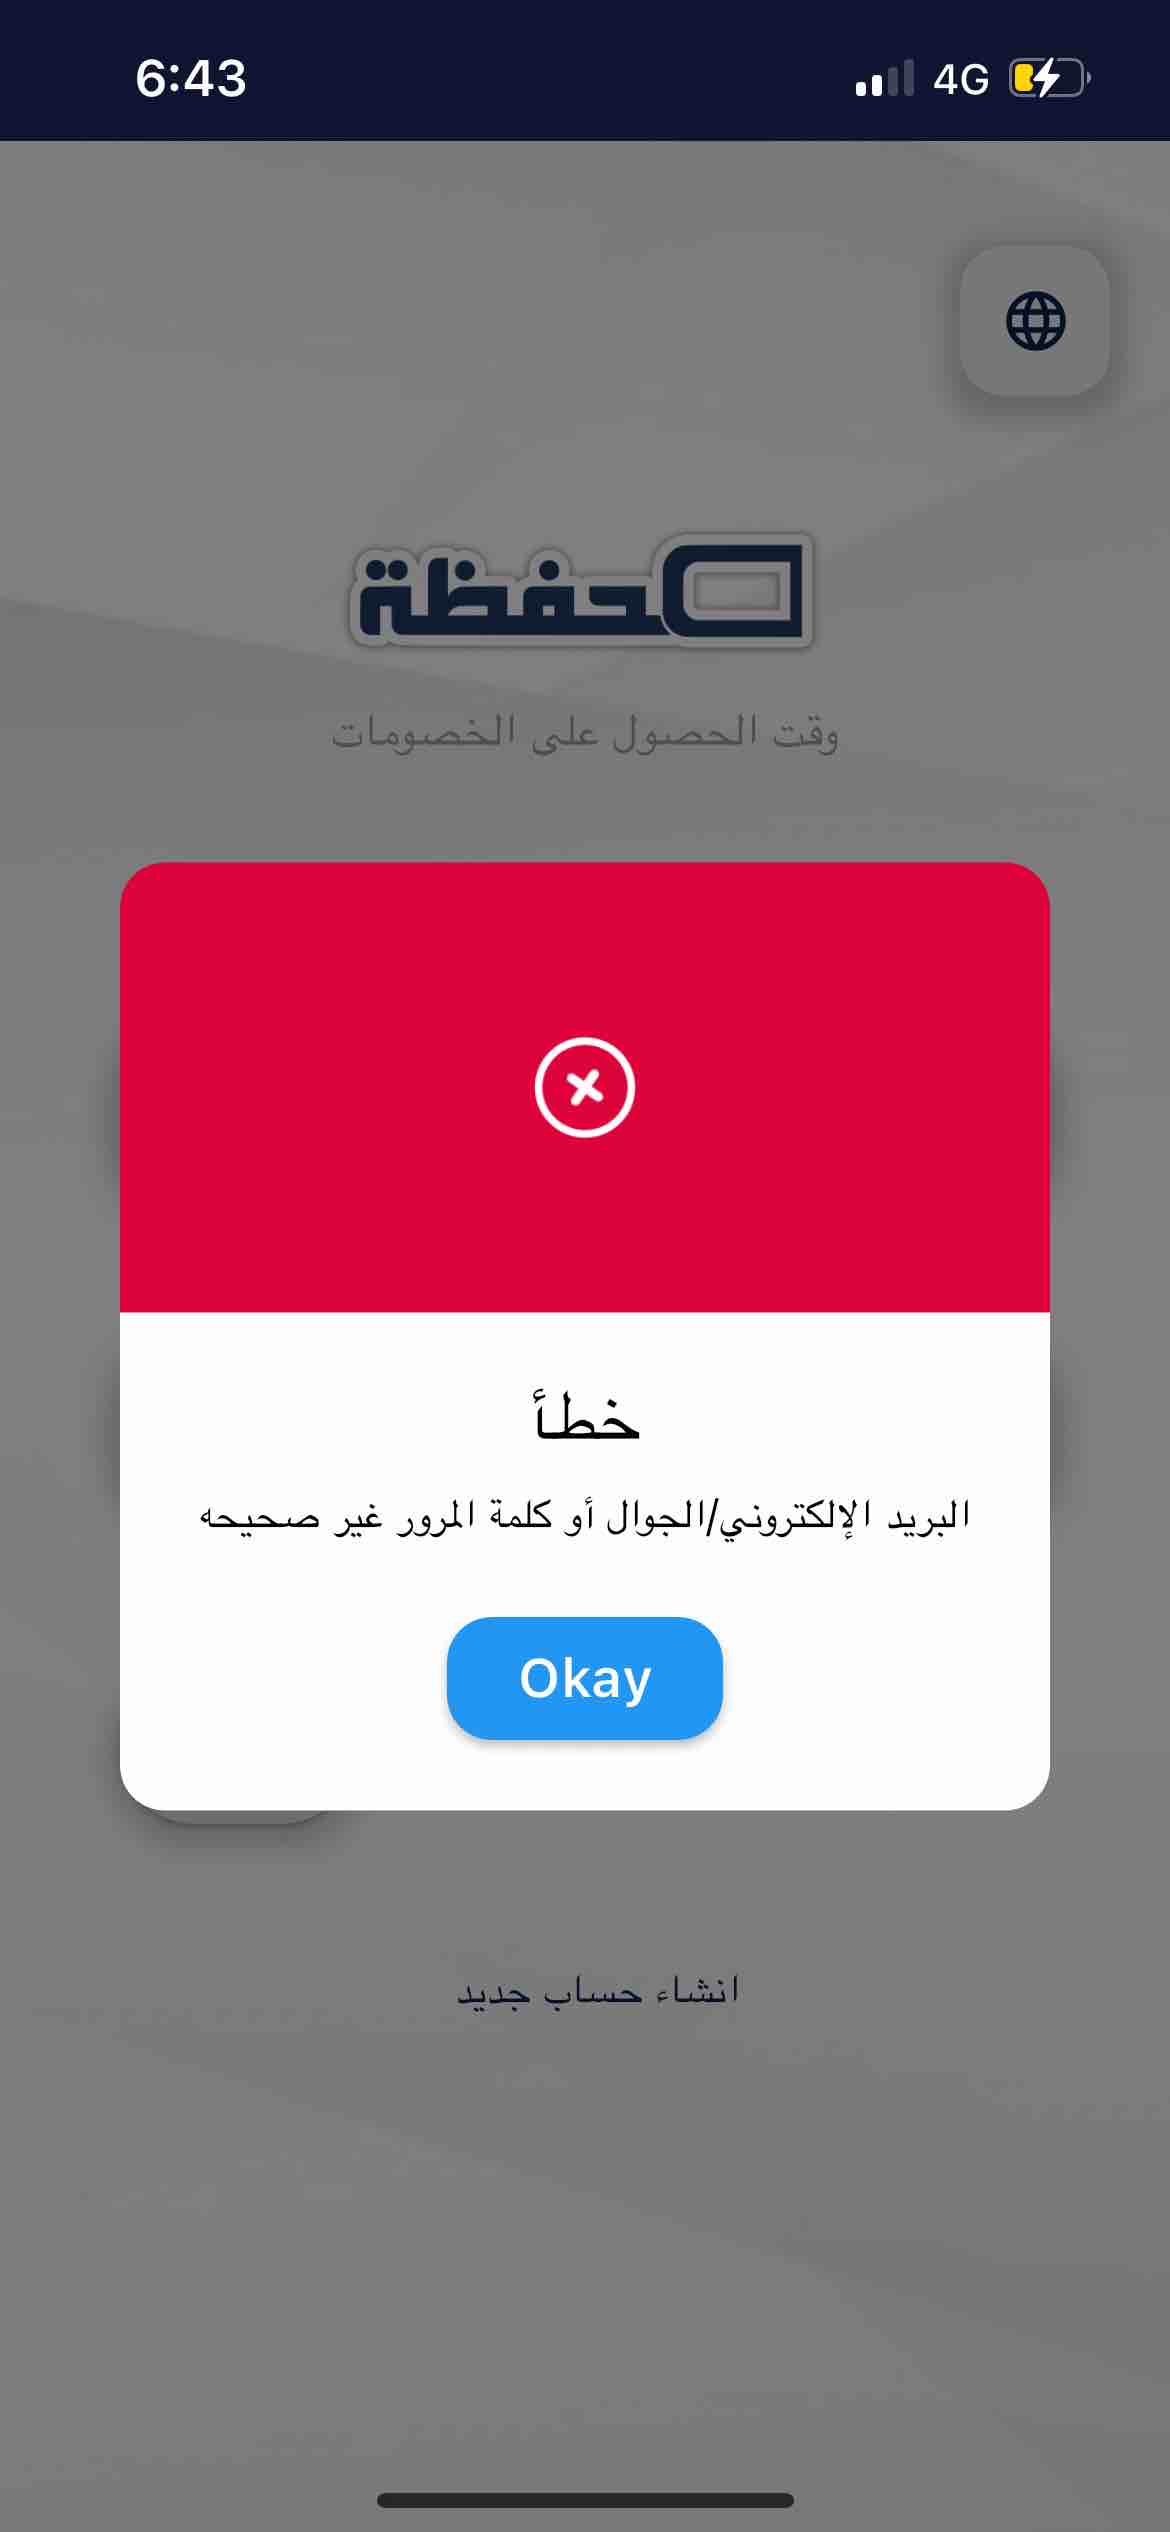 6:43
4G
محفظة
وقت الحصول على الخصومات
خطأ
البريد الإلكتروني/الجوال أو كلمة المرور غير صحيحه
Okay
انشاء حساب جديد